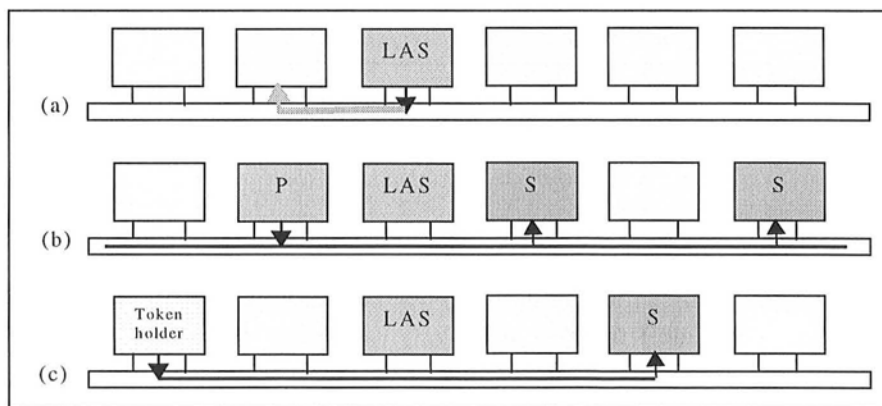 LAS
(a)
P LAS S S
(b)
Token
holder
LAS S
(c)